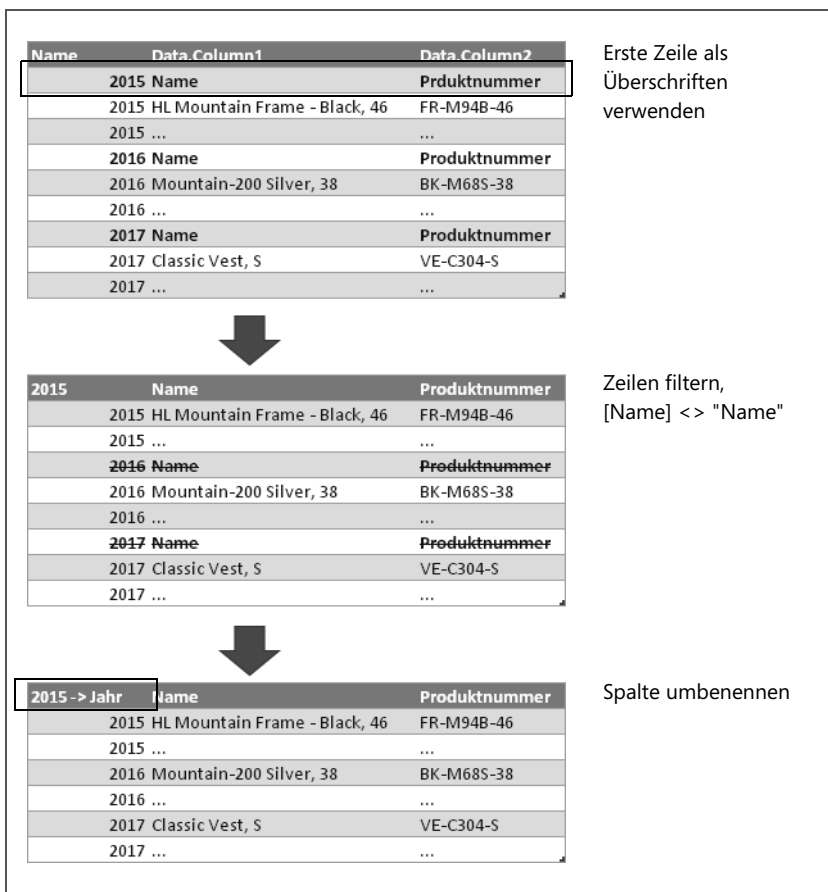 Name Data.Column1 Data.Column2
2015 Name Prduktnummer
2015 HL Mountain Frame - Black, 46 FR-M94B-46
2015 ... ...
2016 Name Produktnummer
2016 Mountain-200 Silver, 38 BK-M68S-38
2016 ... ...
2017 Name Produktnummer
2017 Classic Vest, S VE-C304-S
2017 ... ...
Erste Zeile als
Überschriften
verwenden
2015 Name Produktnummer
2015 HL Mountain Frame - Black, 46 FR-M94B-46
2015 ... ...
2016 Name Produktnummer
2016 Mountain-200 Silver, 38 BK-M68S-38
2016 ... ...
2017 Name Produktnummer
2017 Classic Vest, S VE-C304-S
2017 ... ...
Zeilen filtern,
[Name] <> "Name"
2015 -> Jahr Name Produktnummer
2015 HL Mountain Frame - Black, 46 FR-M94B-46
2015 ... ...
2016 Mountain-200 Silver, 38 BK-M68S-38
2016 ... ...
2017 Classic Vest, S VE-C304-S
2017 ... ...
Spalte umbenennen